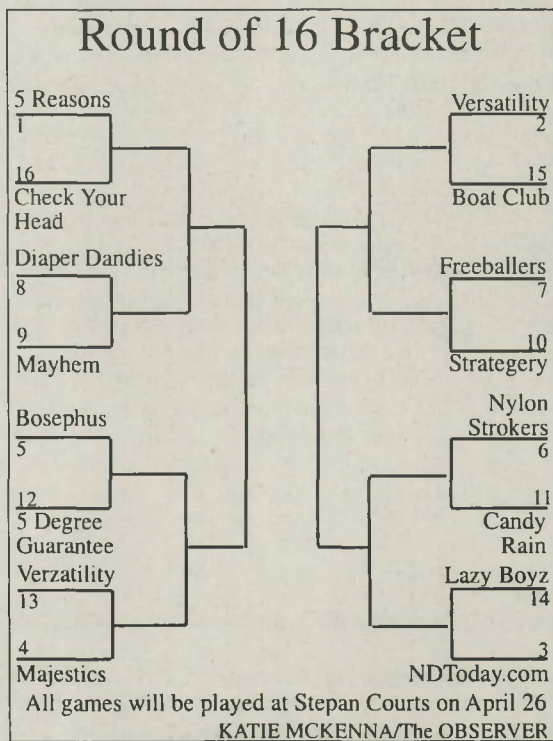 Round of 16 Bracket
5 Reasons
1
16
Check Your
Head
Diaper Dandies
8
9
Mayhem
Bosephus
5
12
5 Degree
Guarantee
Verzatility
13
4
Majestics
Versatility
2
15
Boat Club
Freeballers
7
10
Strategery
Nylon
Strokers
6
11
Candy
Rain
Lazy Boyz
14
3
NDToday.com
All games will be played at Stepan Courts on April 26
KATIE MCKENNA/The OBSERVER